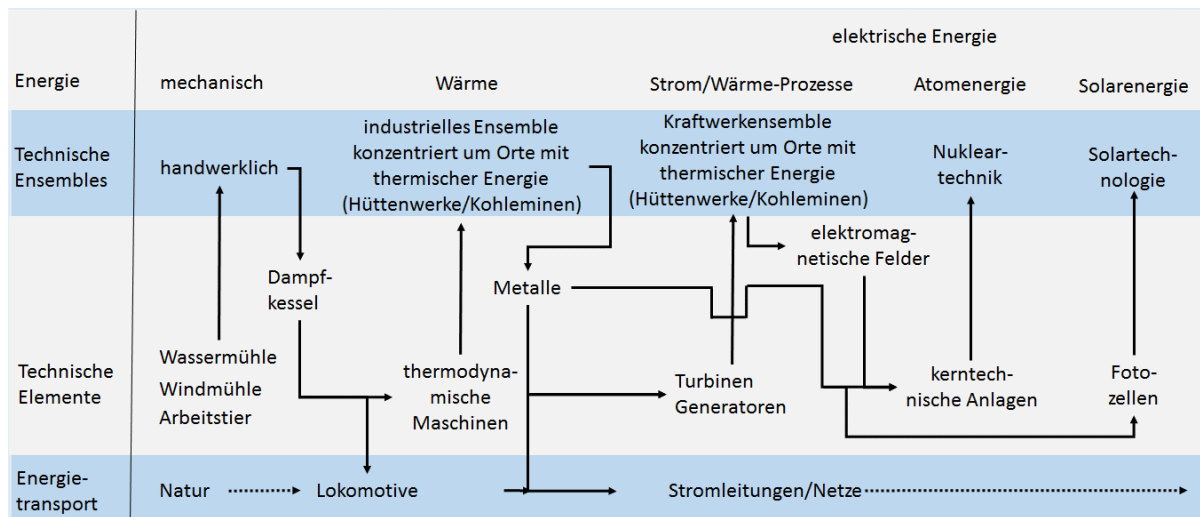 elektrische Energie
Energie
mechanisch
Wärme
Strom/Wärme-Prozesse
Atomenergie
Solarenergie
Technische
Ensembles
handwerklich
industrielles Ensemble
konzentriert um Orte mit
thermischer Energie
(Hüttenwerke/Kohleminen)
Kraftwerkensemble
konzentriert um Orte mit
thermischer Energie
(Hüttenwerke/Kohleminen)
Nuklear-
technik
Solartech-
nologie
Dampf-
kessel
Metalle
elektromag-
netische Felder
Technische
Elemente
Wassermühle
Windmühle
Arbeitstier
thermodyna-
mische
Maschinen
Turbinen
Generatoren
kerntech-
nische Anlagen
Foto-
zellen
Energie-
transport
Natur
Lokomotive
Stromleitungen/Netze